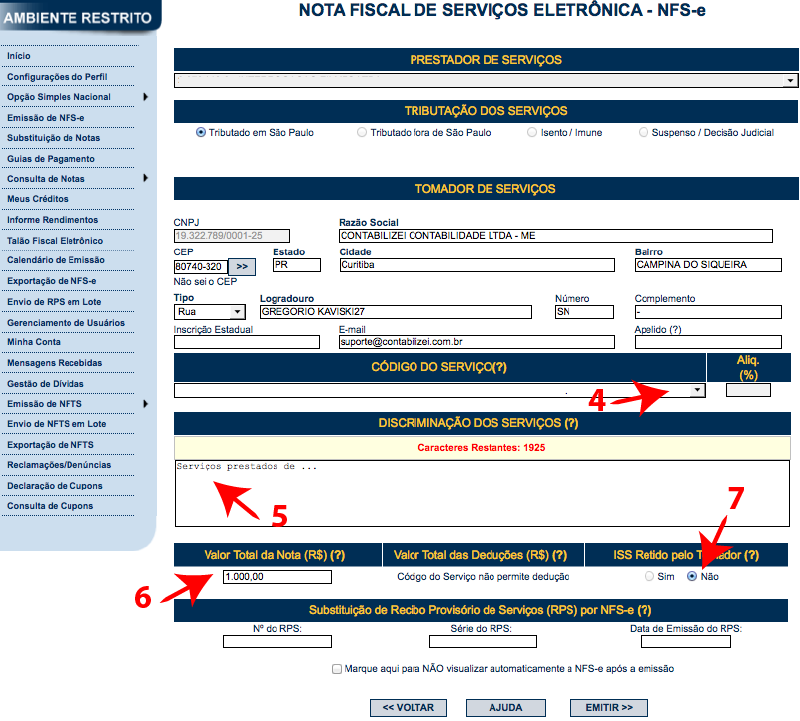 AMBIENTE RESTRITO
Início
Configurações do Perfil
Opção Simples Nacional
Emissão de NFS-e
Substituição de Notas
Guias de Pagamento
Consulta de Notas
Meus Créditos
Informe Rendimentos
Talão Fiscal Eletrônico
Calendário de Emissão
Exportação de NFS-e
Envio de RPS em Lote
Gerenciamento de Usuários
Minha Conta
Mensagens Recebidas
Gestão de Dívidas
Emissão de NFTS
Envio de NFTS em Lote
Exportação de NFTS
Reclamações/Denúncias
Declaração de Cupons
Consulta de Cupons
NOTA FISCAL DE SERVIÇOS ELETRÔNICA - NFS-e
PRESTADOR DE SERVIÇOS
TRIBUTAÇÃO DOS SERVIÇOS
Tributado em São Paulo Tributado fora de São Paulo Isento / Imune Suspenso / Decisão Judicial
TOMADOR DE SERVIÇOS
CNPJ Razão Social
19.322.789/0001-25 CONTABILIZEI CONTABILIDADE LTDA - ME
CEP Estado Cidade Bairro
80740-320 >> PR Curitiba CAMPINA DO SIQUEIRA
Não sei o CEP
Tipo Logradouro Número Complemento
Rua GREGORIO KAVISKI27 SN -
Inscrição Estadual E-mail Apelido (?)
suporte@contabilizei.com.br
CÓDIGO DO SERVIÇO(?) Aliq.
(%)
4
DISCRIMINAÇÃO DOS SERVIÇOS (?)
Caracteres Restantes: 1925
Serviços prestados de ...
5
7
Valor Total da Nota (R$) (?) Valor Total das Deduções (R$) (?) ISS Retido pelo Tomador (?)
6 1.000,00 Código do Serviço não permite dedução Sim Não
Substituição de Recibo Provisório de Serviços (RPS) por NFS-e (?)
Nº do RPS: Série do RPS: Data de Emissão do RPS:
Marque aqui para NÃO visualizar automaticamente a NFS-e após a emissão
<< VOLTAR AJUDA EMITIR >>